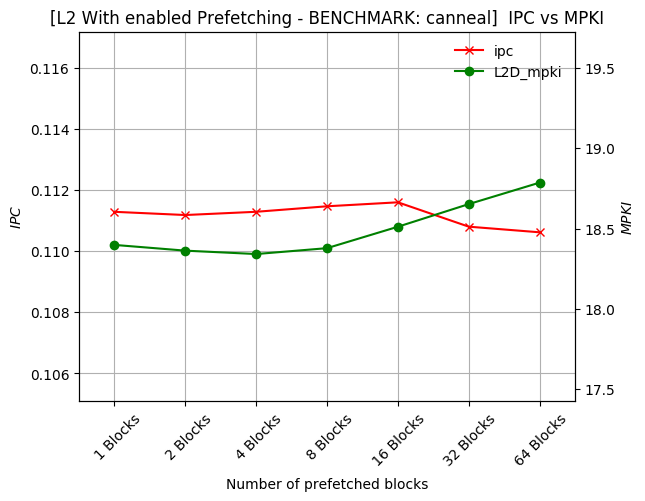 [L2 With enabled Prefetching - BENCHMARK: canneal]  IPC vs MPKI
ipc
L2D_mpki
0.116
0.114
0.112
0.110
0.108
0.106
IPC
19.5
19.0
18.5
18.0
17.5
MPKI
1 Blocks
2 Blocks
4 Blocks
8 Blocks
16 Blocks
32 Blocks
64 Blocks
Number of prefetched blocks